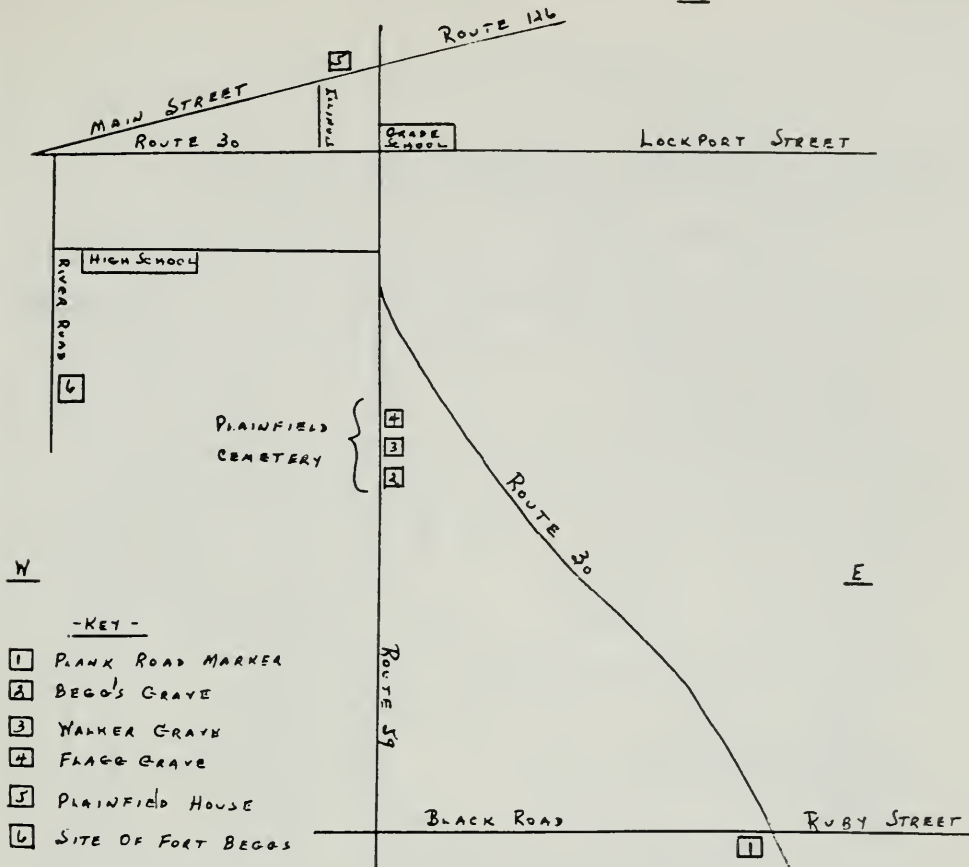 ROUTE 126
5
MAIN STREET
ILLINOIS
ROUTE 30
GRADE
SCHOOL
LOCKPORT STREET
HIGH SCHOOL
RIVER ROAD
6
PLAINFIELD
CEMETERY
4
3
2
ROUTE 30
W
E
-KEY-
1 PLANK ROAD MARKER
2 BEGG'S GRAVE
3 WALKER GRAVE
4 FLAGG GRAVE
5 PLAINFIELD HOUSE
6 SITE OF FORT BEGGS
ROUTE 59
BLACK ROAD
RUBY STREET
1